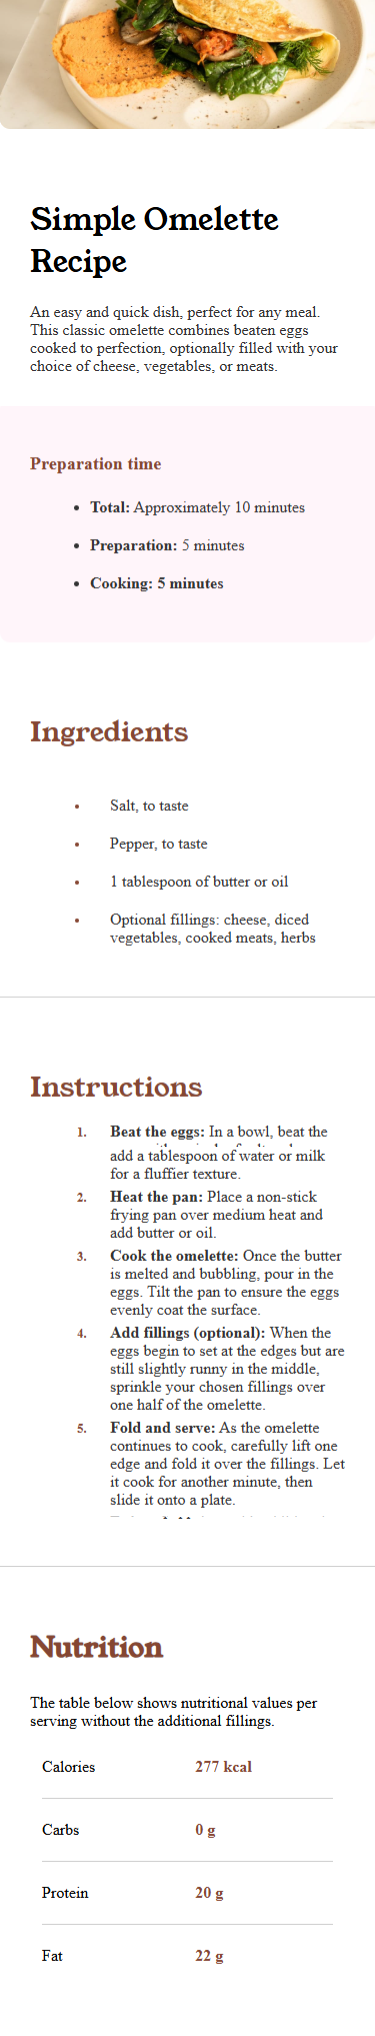 Simple Omelette
Recipe
An easy and quick dish, perfect for any meal.
This classic omelette combines beaten eggs
cooked to perfection, optionally filled with your
choice of cheese, vegetables, or meats.
Preparation time
• Total: Approximately 10 minutes
• Preparation: 5 minutes
• Cooking: 5 minutes
Ingredients
• Salt, to taste
• Pepper, to taste
• 1 tablespoon of butter or oil
• Optional fillings: cheese, diced
vegetables, cooked meats, herbs
Instructions
1. Beat the eggs: In a bowl, beat the
add a tablespoon of water or milk
for a fluffier texture.
2. Heat the pan: Place a non-stick
frying pan over medium heat and
add butter or oil.
3. Cook the omelette: Once the butter
is melted and bubbling, pour in the
eggs. Tilt the pan to ensure the eggs
evenly coat the surface.
4. Add fillings (optional): When the
eggs begin to set at the edges but are
still slightly runny in the middle,
sprinkle your chosen fillings over
one half of the omelette.
5. Fold and serve: As the omelette
continues to cook, carefully lift one
edge and fold it over the fillings. Let
it cook for another minute, then
slide it onto a plate.
Nutrition
The table below shows nutritional values per
serving without the additional fillings.
Calories 277 kcal
Carbs 0 g
Protein 20 g
Fat 22 g